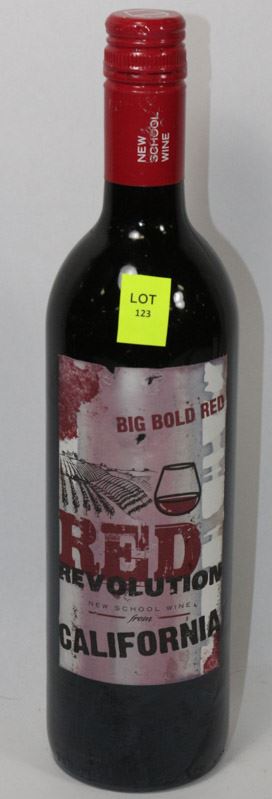 NEW
SCHOOL
WINE
LOT
123
BIG BOLD RED
RED
REVOLUTION
NEW SCHOOL WINE
from
CALIFORNIA